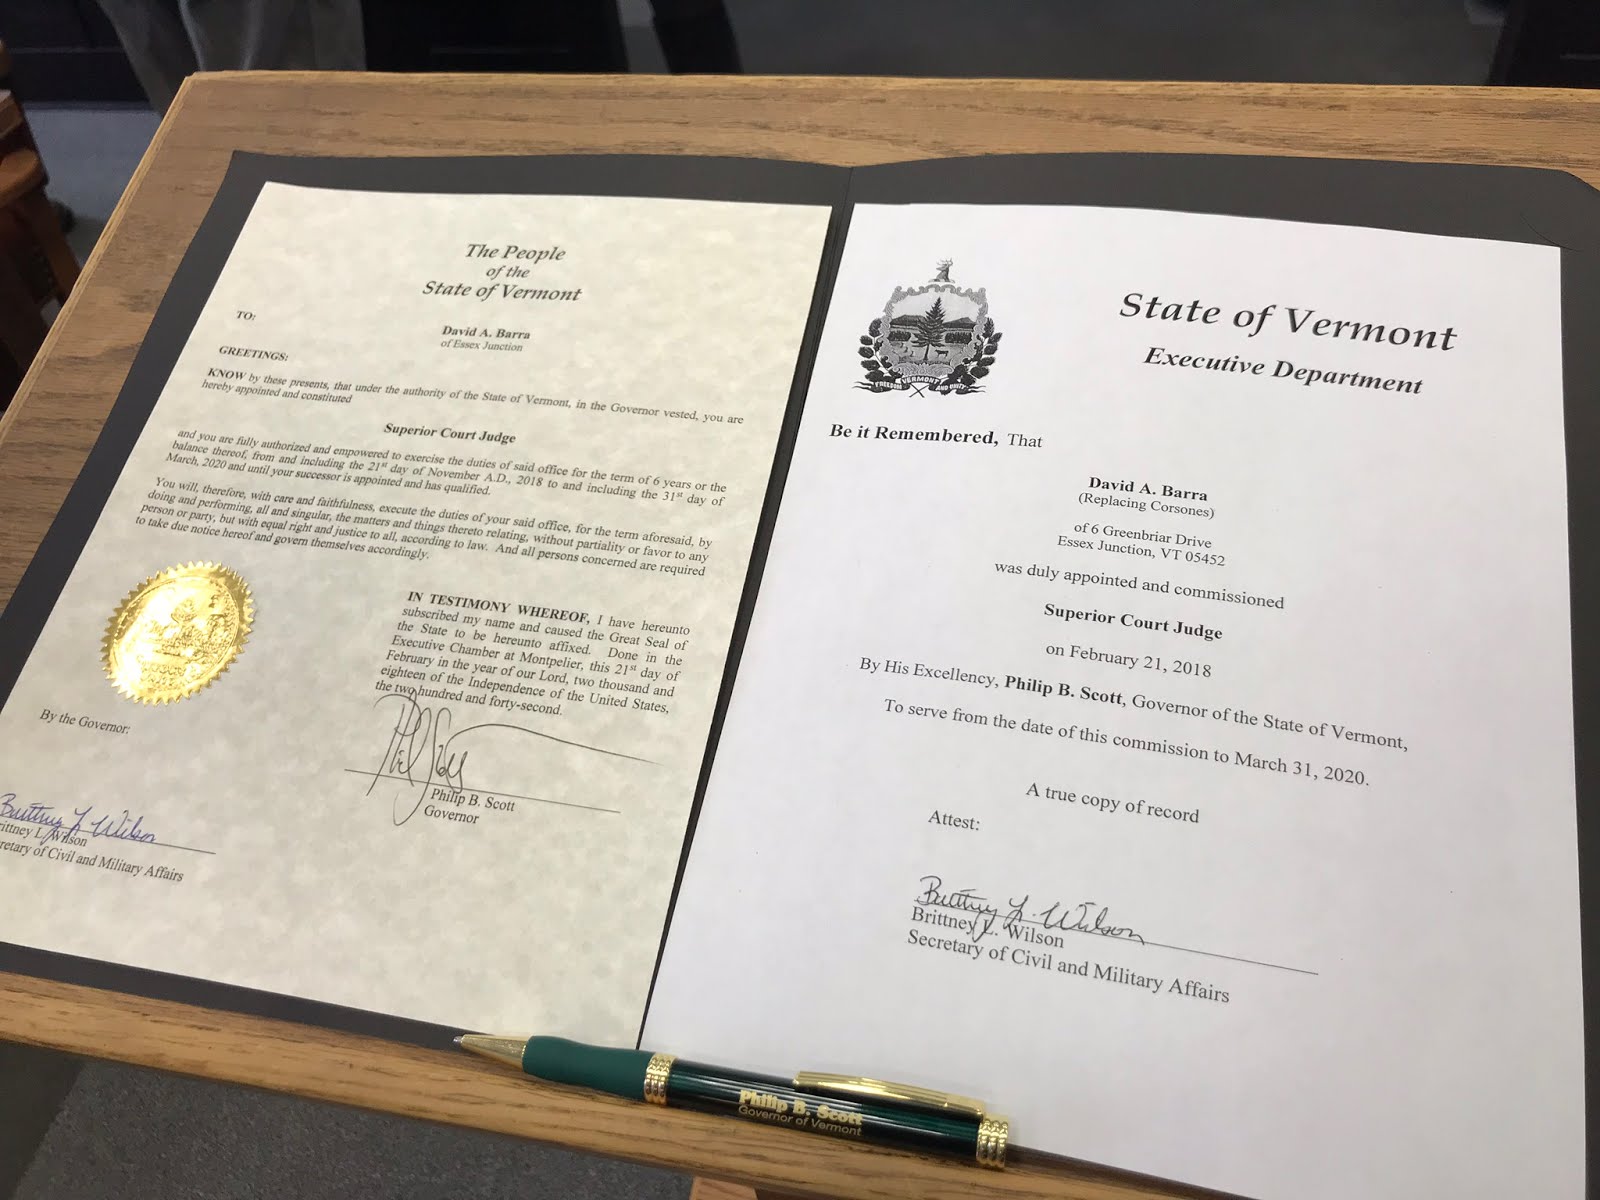 The People
of the
State of Vermont
TO:
David A. Barra
of Essex Junction
GREETINGS:
KNOW by these presents, that under the authority of the State of Vermont, in the Governor vested, you are
hereby appointed and constituted
Superior Court Judge
and you are fully authorized and empowered to exercise the duties of said office for the term of 6 years or the
balance thereof, from and including the 21st day of November A.D., 2018 to and including the 31st day of
March, 2020 and until your successor is appointed and has qualified.
You will, therefore, with care and faithfulness, execute the duties of your said office, for the term aforesaid, by
doing and performing, all and singular, the matters and things thereto relating, without partiality or favor to any
person or party, but with equal right and justice to all, according to law. And all persons concerned are required
to take due notice hereof and govern themselves accordingly.
IN TESTIMONY WHEREOF, I have hereunto
subscribed my name and caused the Great Seal of
the State to be hereunto affixed. Done in the
Executive Chamber at Montpelier, this 21st day of
February in the year of our Lord, two thousand and
eighteen of the Independence of the United States,
the two hundred and forty-second.
By the Governor:
Phil Scott
Philip B. Scott
Governor
Brittney L. Wilson
rittney L. Wilson
retary of Civil and Military Affairs
FREEDOM VERMONT AND UNITY
State of Vermont
Executive Department
Be it Remembered, That
David A. Barra
(Replacing Corsones)
of 6 Greenbriar Drive
Essex Junction, VT 05452
was duly appointed and commissioned
Superior Court Judge
on February 21, 2018
By His Excellency, Philip B. Scott, Governor of the State of Vermont,
To serve from the date of this commission to March 31, 2020.
A true copy of record
Attest:
Brittney L. Wilson
Brittney L. Wilson
Secretary of Civil and Military Affairs
Philip B. Scott
Governor of Vermont